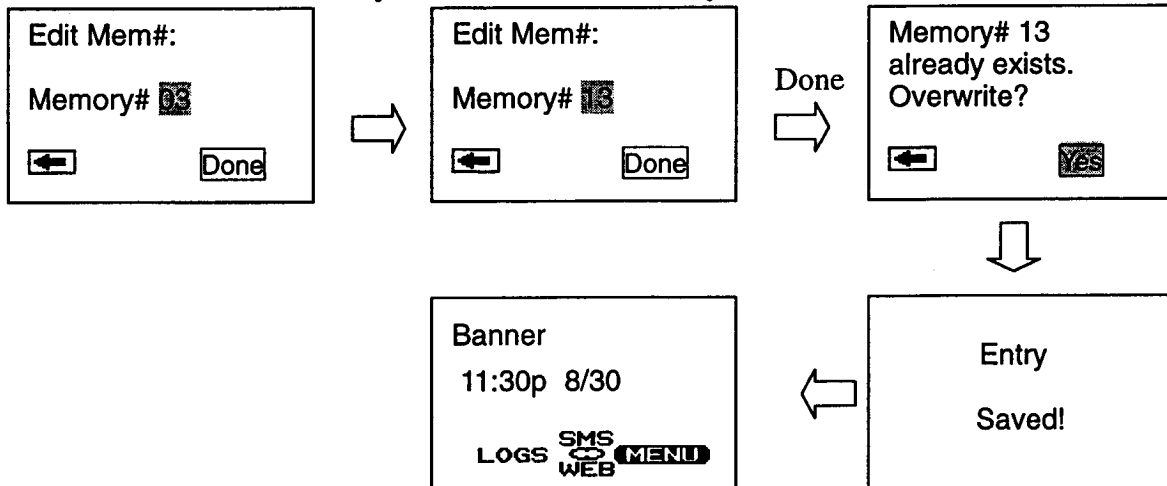 Edit Mem#:
Memory# 03
Done
Edit Mem#:
Memory# 13
Done
Done
Memory# 13
already exists.
Overwrite?
Yes
Entry
Saved!
Banner
11:30p 8/30
LOGS SMS MENU
WEB